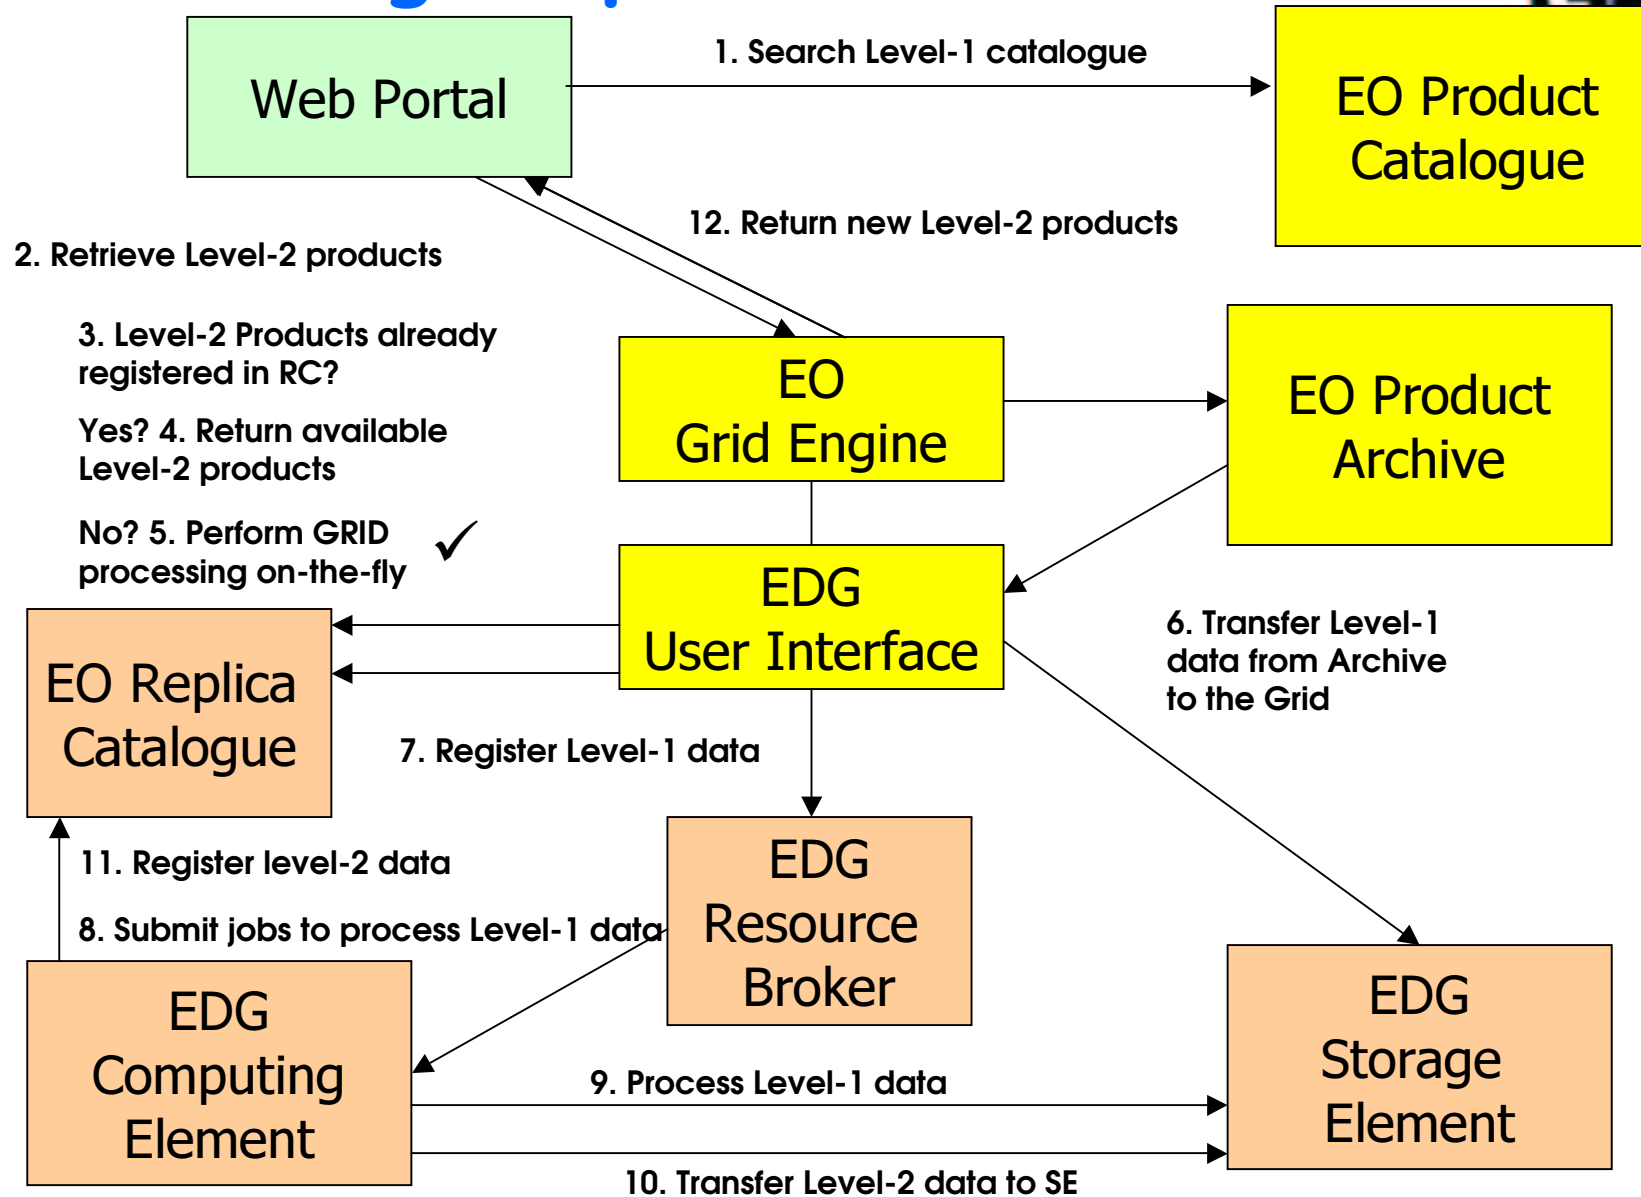 1. Search Level-1 catalogue
Web Portal
EO Product
Catalogue
12. Return new Level-2 products
2. Retrieve Level-2 products
3. Level-2 Products already
registered in RC?
Yes? 4. Return available
Level-2 products
No? 5. Perform GRID
processing on-the-fly
EO
Grid Engine
EO Product
Archive
EDG
User Interface
6. Transfer Level-1
data from Archive
to the Grid
EO Replica
Catalogue
7. Register Level-1 data
11. Register level-2 data
8. Submit jobs to process Level-1 data
EDG
Resource
Broker
EDG
Computing
Element
9. Process Level-1 data
EDG
Storage
Element
10. Transfer Level-2 data to SE